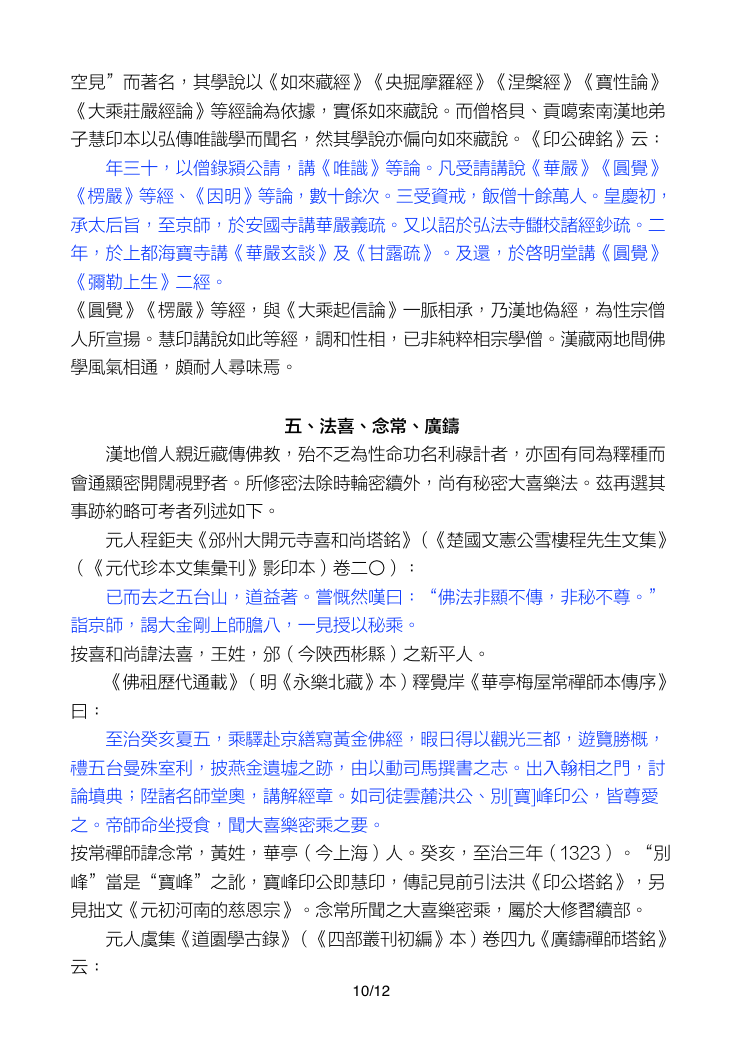 空見”而著名，其學說以《如來藏經》《央掘摩羅經》《涅槃經》《寶性論》
《大乘莊嚴經論》等經論為依據，實係如來藏說。而僧格貝、貢噶索南漢地弟
子慧印本以弘傳唯識學而聞名，然其學說亦偏向如來藏說。《印公碑銘》云：
年三十，以僧錄潁公請，講《唯識》等論。凡受請講說《華嚴》《圓覺》
《楞嚴》等經、《因明》等論，數十餘次。三受資戒，飯僧十餘萬人。皇慶初，
承太后旨，至京師，於安國寺講華嚴義疏。又以詔於弘法寺讎校諸經鈔疏。二
年，於上都海寶寺講《華嚴玄談》及《甘露疏》。及還，於啓明堂講《圓覺》
《彌勒上生》二經。
《圓覺》《楞嚴》等經，與《大乘起信論》一脈相承，乃漢地偽經，為性宗僧
人所宣揚。慧印講說如此等經，調和性相，已非純粹相宗學僧。漢藏兩地間佛
學風氣相通，頗耐人尋味焉。
五、法喜、念常、廣鑄
漢地僧人親近藏傳佛教，殆不乏為性命功名利祿計者，亦固有同為釋種而
會通顯密開闊視野者。所修密法除時輪密續外，尚有秘密大喜樂法。茲再選其
事跡約略可考者列述如下。
元人程鉅夫《邠州大開元寺喜和尚塔銘》（《楚國文憲公雪樓程先生文集》
（《元代珍本文集彙刊》影印本）卷二〇）：
已而去之五台山，道益著。嘗慨然嘆曰：“佛法非顯不傳，非秘不尊。”
詣京師，謁大金剛上師膽八，一見授以秘乘。
按喜和尚諱法喜，王姓，邠（今陝西彬縣）之新平人。
《佛祖歷代通載》（明《永樂北藏》本）釋覺岸《華亭梅屋常禪師本傳序》
曰：
至治癸亥夏五，乘驛赴京繕寫黃金佛經，暇日得以觀光三都，遊覽勝概，
禮五台曼殊室利，披燕金遺墟之跡，由以動司馬撰書之志。出入翰相之門，討
論墳典；陞諸名師堂奧，講解經章。如司徒雲麓洪公、別[寶]峰印公，皆尊愛
之。帝師命坐授食，聞大喜樂密乘之要。
按常禪師諱念常，黃姓，華亭（今上海）人。癸亥，至治三年（1323）。“別
峰”當是“寶峰”之訛，寶峰印公即慧印，傳記見前引法洪《印公塔銘》，另
見拙文《元初河南的慈恩宗》。念常所聞之大喜樂密乘，屬於大修習續部。
元人虞集《道園學古錄》（《四部叢刊初編》本）卷四九《廣鑄禪師塔銘》
云：
10/12